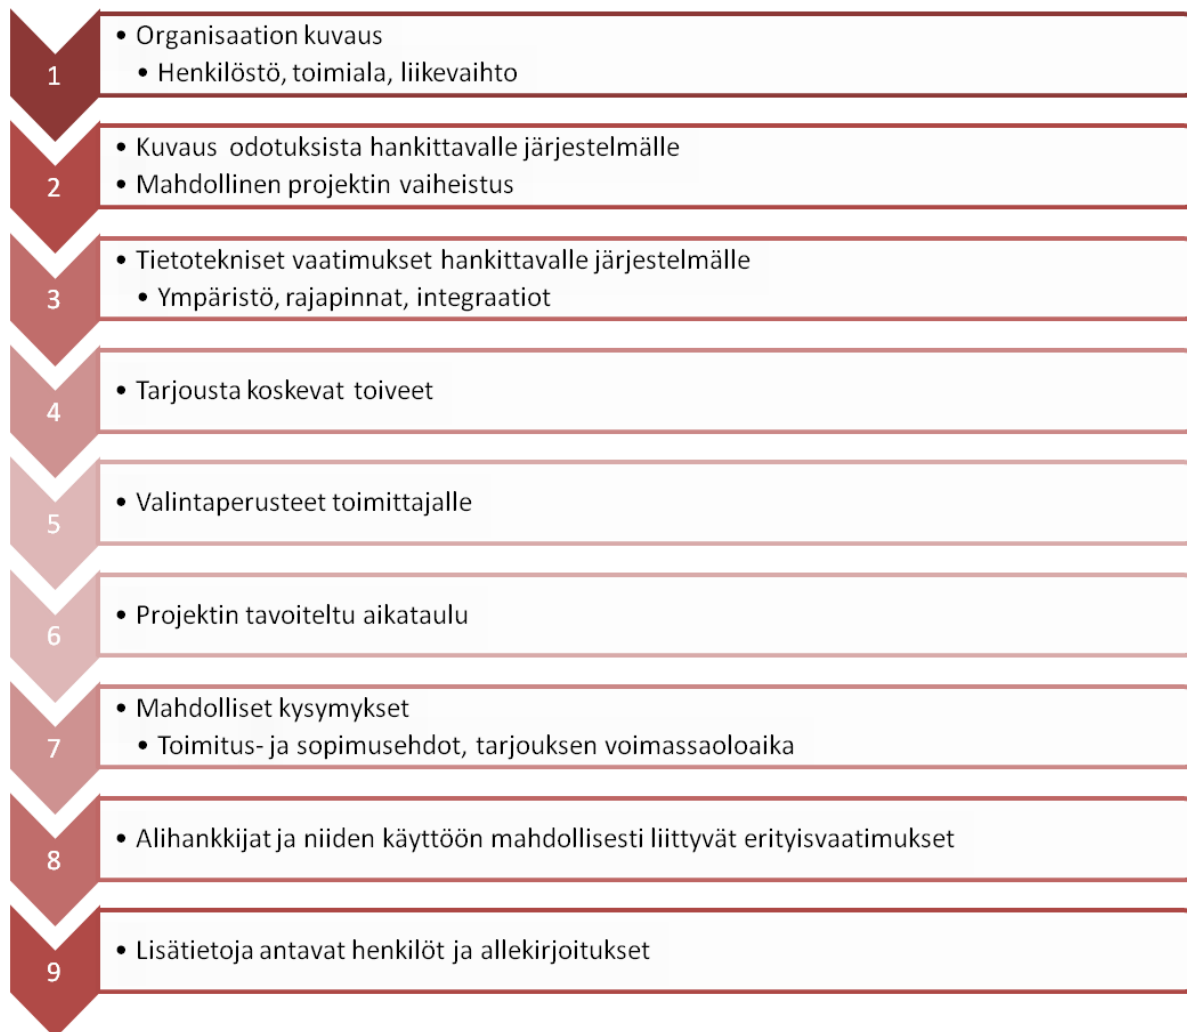 1
• Organisaation kuvaus
• Henkilöstö, toimiala, liikevaihto
2
• Kuvaus odotuksista hankittavalle järjestelmälle
• Mahdollinen projektin vaiheistus
3
• Tietotekniset vaatimukset hankittavalle järjestelmälle
• Ympäristö, rajapinnat, integraatiot
4
• Tarjousta koskevat toiveet
5
• Valintaperusteet toimittajalle
6
• Projektin tavoiteltu aikataulu
7
• Mahdolliset kysymykset
• Toimitus- ja sopimusehdot, tarjouksen voimassaoloaika
8
• Alihankkijat ja niiden käyttöön mahdollisesti liittyvät erityisvaatimukset
9
• Lisätietoja antavat henkilöt ja allekirjoitukset